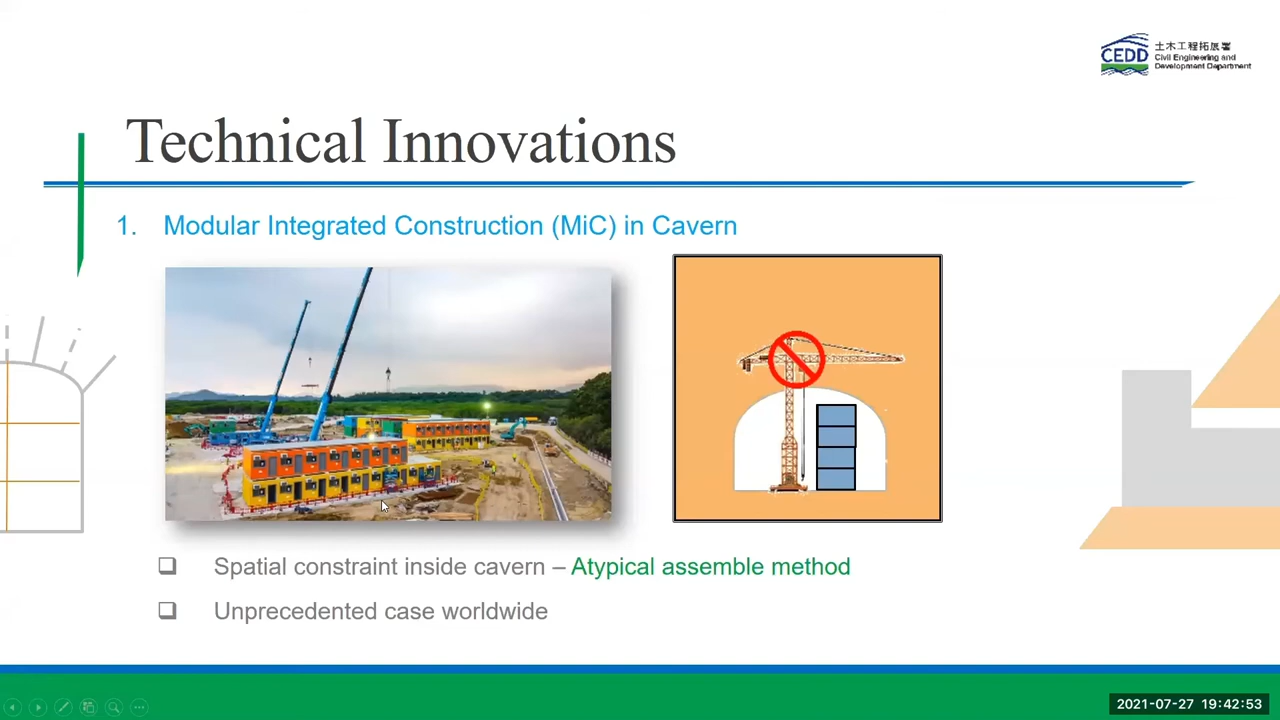 CEDD
土木工程拓展署
Civil Engineering and
Development Department
Technical Innovations
1. Modular Integrated Construction (MiC) in Cavern
❑ Spatial constraint inside cavern – Atypical assemble method
❑ Unprecedented case worldwide
2021-07-27 19:42:53